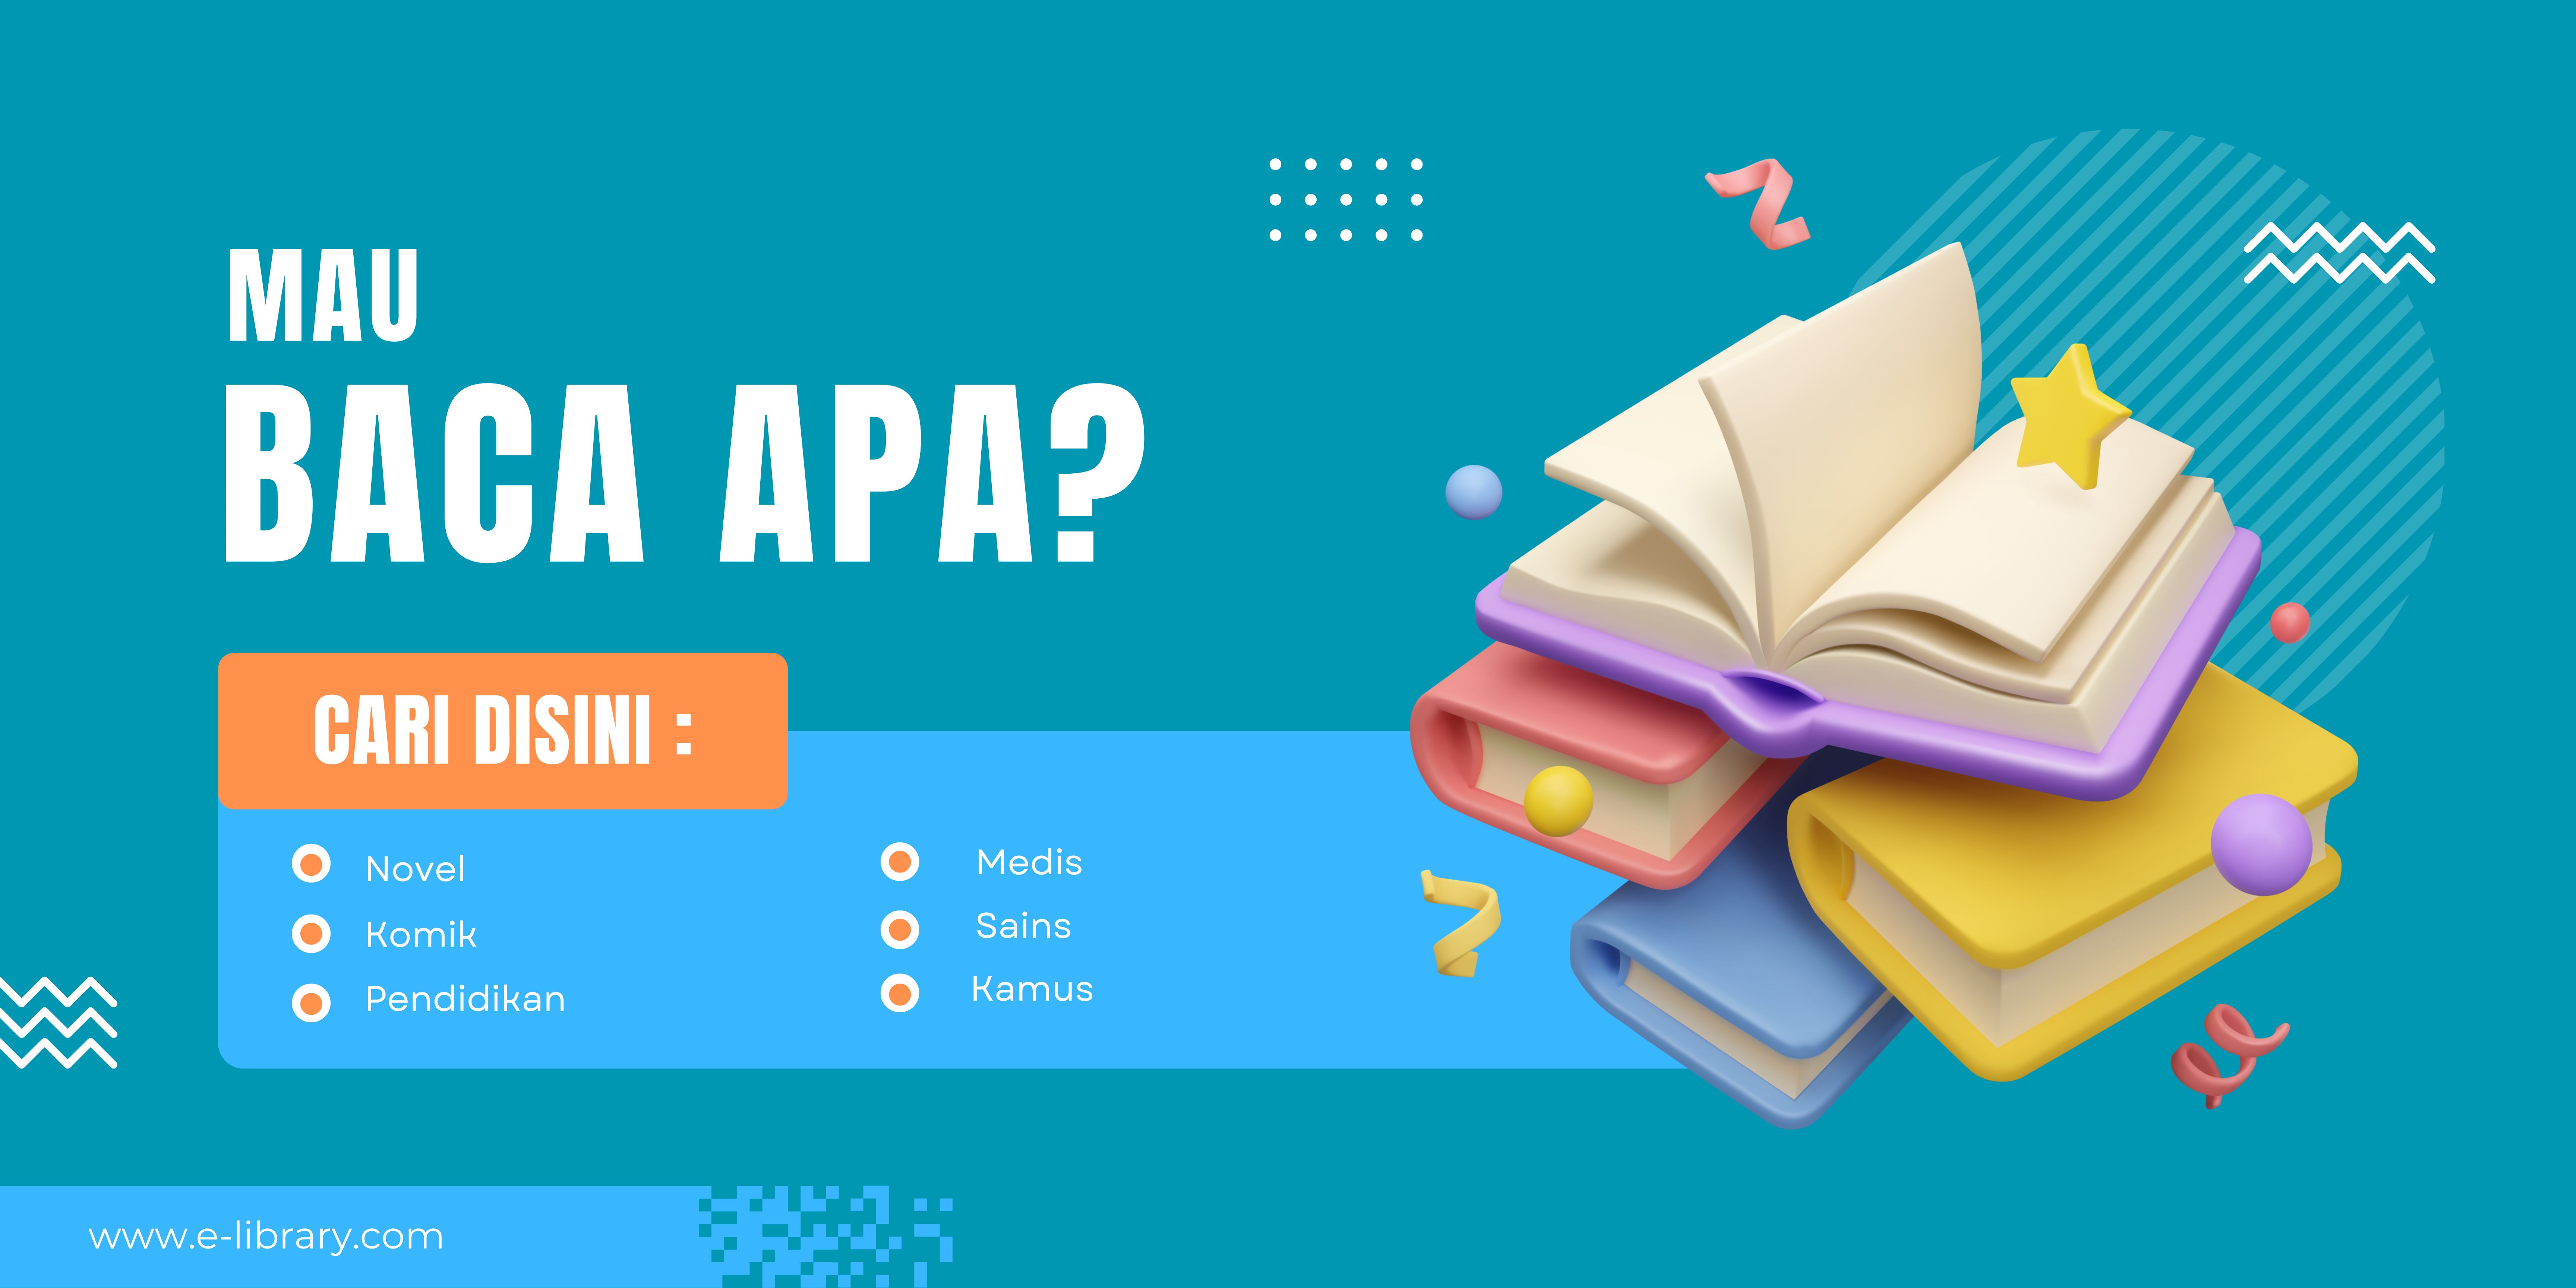 MAU
BACA APA?
CARI DISINI :
Novel
Komik
Pendidikan
Medis
Sains
Kamus
www.e-library.com